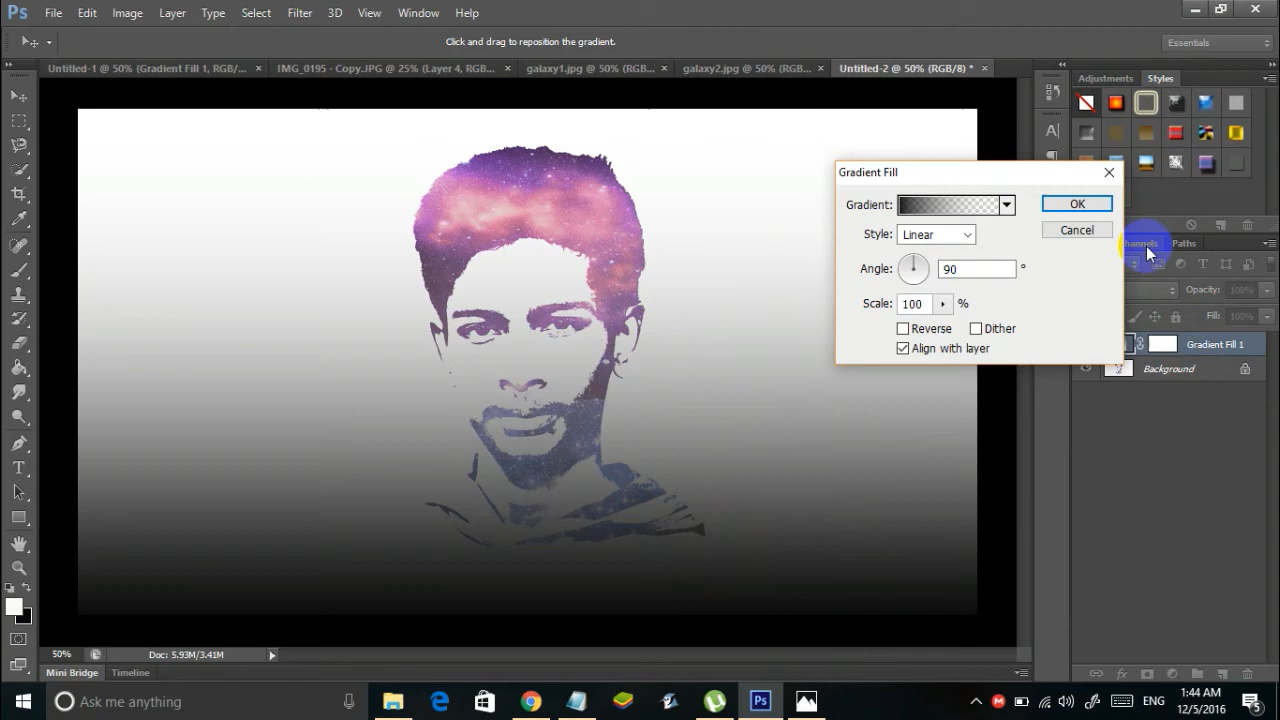 Ps File Edit Image Layer Type Select Filter 3D View Window Help
Click and drag to reposition the gradient.
Essentials
Untitled-1 @ 50% (Gradient Fill 1, RGB/... ×
IMG_0195 - Copy.JPG @ 25% (Layer 4, RGB... ×
galaxy1.jpg @ 50% (RGB... ×
galaxy2.jpg @ 50% (RGB... ×
Untitled-2 @ 50% (RGB/8) * ×
Adjustments Styles
Gradient Fill
Gradient:
OK
Style: Linear
Cancel
Angle: 90 °
Scale: 100 %
Reverse Dither
Align with layer
hannels Paths
Opacity: 100%
Fill: 100%
Gradient Fill 1
Background
50% Doc: 5.93M/3.41M
Mini Bridge Timeline
Ask me anything
ENG
1:44 AM
12/5/2016
5